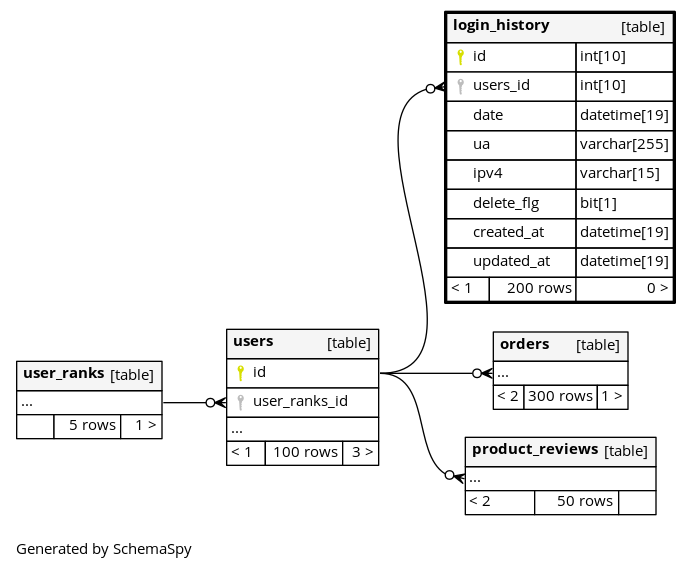 login_history [table]
id int[10]
users_id int[10]
date datetime[19]
ua varchar[255]
ipv4 varchar[15]
delete_flg bit[1]
created_at datetime[19]
updated_at datetime[19]
< 1 200 rows 0 >
users [table]
id
user_ranks_id
...
< 1 100 rows 3 >
orders [table]
...
< 2 300 rows 1 >
user_ranks [table]
...
5 rows 1 >
product_reviews [table]
...
< 2 50 rows
Generated by SchemaSpy